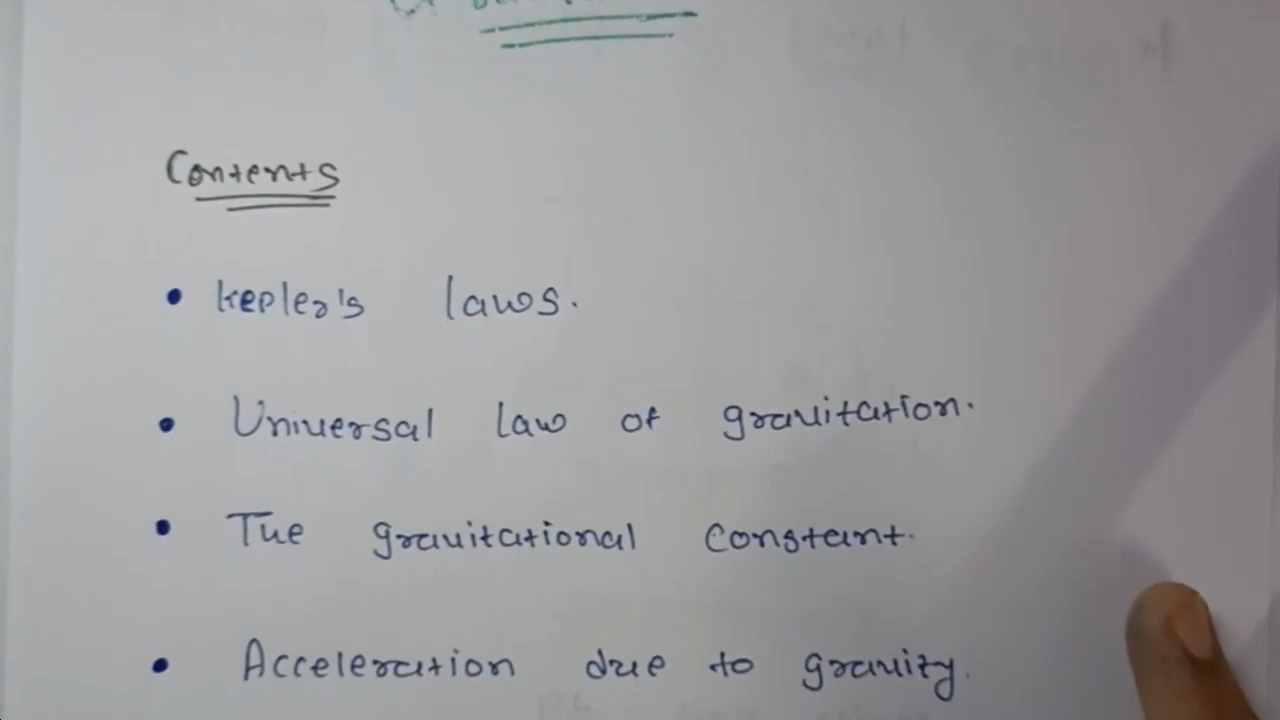 Contents
• Kepler's laws.
• Universal law of gravitation.
• The gravitational constant.
• Acceleration due to gravity.